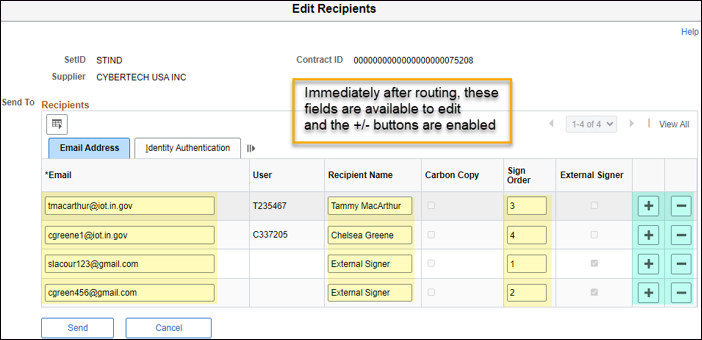 Edit Recipients
Help
SetID STIND Contract ID 0000000000000000000075208
Supplier CYBERTECH USA INC
Immediately after routing, these
fields are available to edit
and the +/- buttons are enabled
Send To Recipients
1-4 of 4 View All
Email Address Identity Authentication
*Email User Recipient Name Carbon Copy Sign Order External Signer
tmacarthur@iot.in.gov T235467 Tammy MacArthur 3 + −
cgreene1@iot.in.gov C337205 Chelsea Greene 4 + −
slacour123@gmail.com External Signer 1 + −
cgreen456@gmail.com External Signer 2 + −
Send Cancel